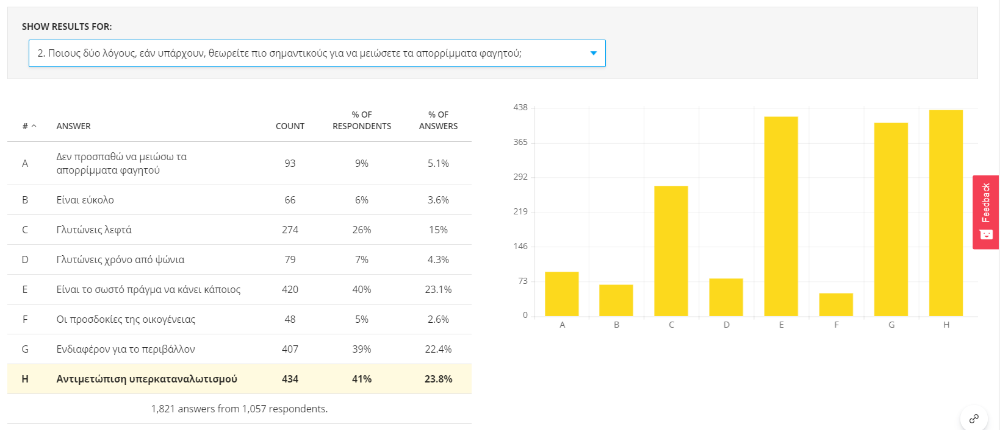 SHOW RESULTS FOR:
2. Ποιους δύο λόγους, εάν υπάρχουν, θεωρείτε πιο σημαντικούς για να μειώσετε τα απορρίμματα φαγητού;
# ANSWER COUNT % OF RESPONDENTS % OF ANSWERS
A Δεν προσπαθώ να μειώσω τα απορρίμματα φαγητού 93 9% 5.1%
B Είναι εύκολο 66 6% 3.6%
C Γλυτώνεις λεφτά 274 26% 15%
D Γλυτώνεις χρόνο από ψώνια 79 7% 4.3%
E Είναι το σωστό πράγμα να κάνει κάποιος 420 40% 23.1%
F Οι προσδοκίες της οικογένειας 48 5% 2.6%
G Ενδιαφέρον για το περιβάλλον 407 39% 22.4%
H Αντιμετώπιση υπερκαταναλωτισμού 434 41% 23.8%
1,821 answers from 1,057 respondents.
438
365
292
219
146
73
0
A B C D E F G H
Feedback